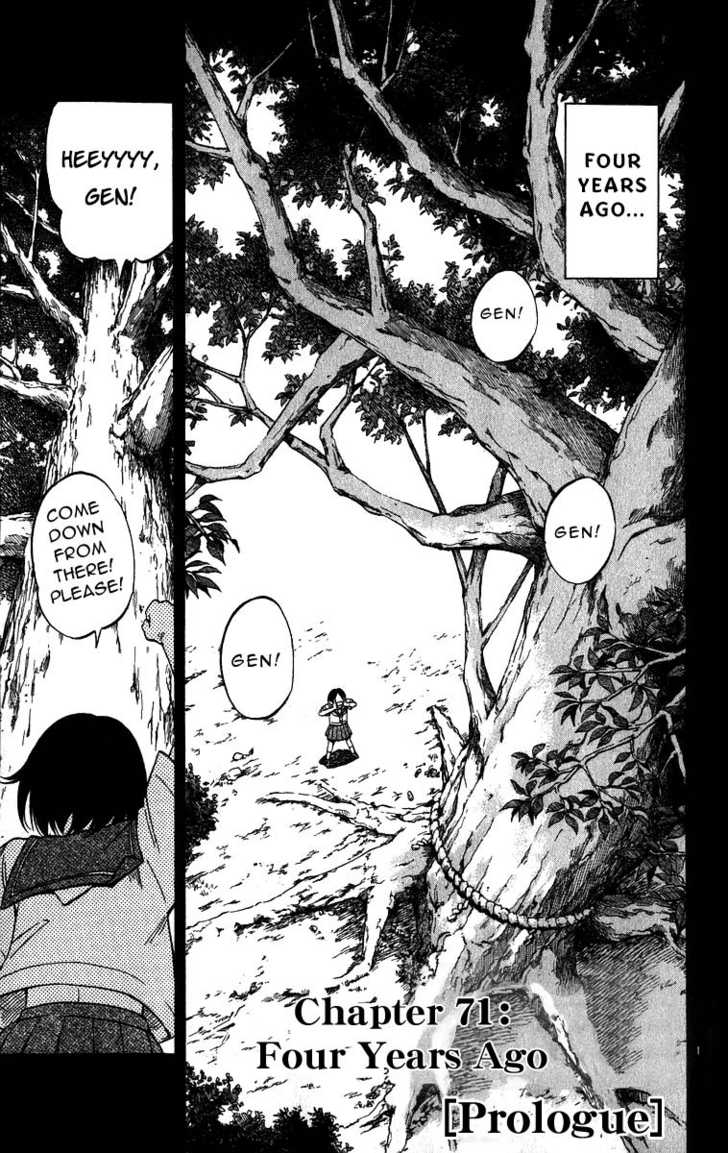 FOUR
YEARS
AGO...
GEN!
GEN!
GEN!
HEEYYYY,
GEN!
COME
DOWN
FROM
THERE!
PLEASE!
Chapter 71:
Four Years Ago
[Prologue]
1